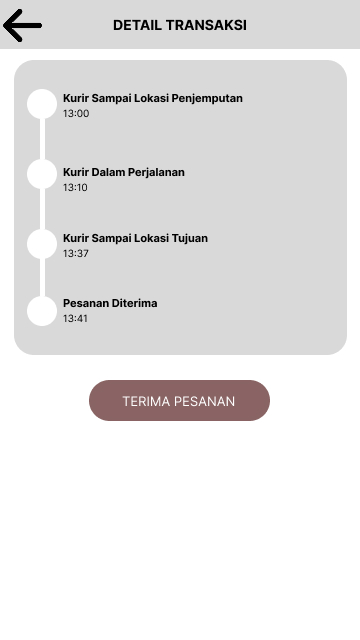 DETAIL TRANSAKSI
Kurir Sampai Lokasi Penjemputan
13:00
Kurir Dalam Perjalanan
13:10
Kurir Sampai Lokasi Tujuan
13:37
Pesanan Diterima
13:41
TERIMA PESANAN